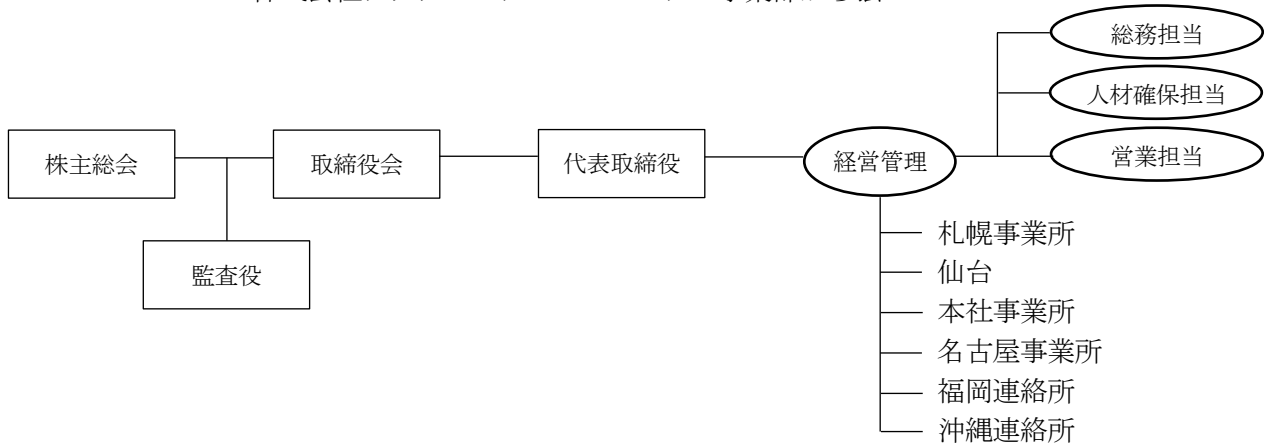 総務担当
人材確保担当
株主総会
取締役会
代表取締役
経営管理
営業担当
監査役
札幌事業所
仙台
本社事業所
名古屋事業所
福岡連絡所
沖縄連絡所